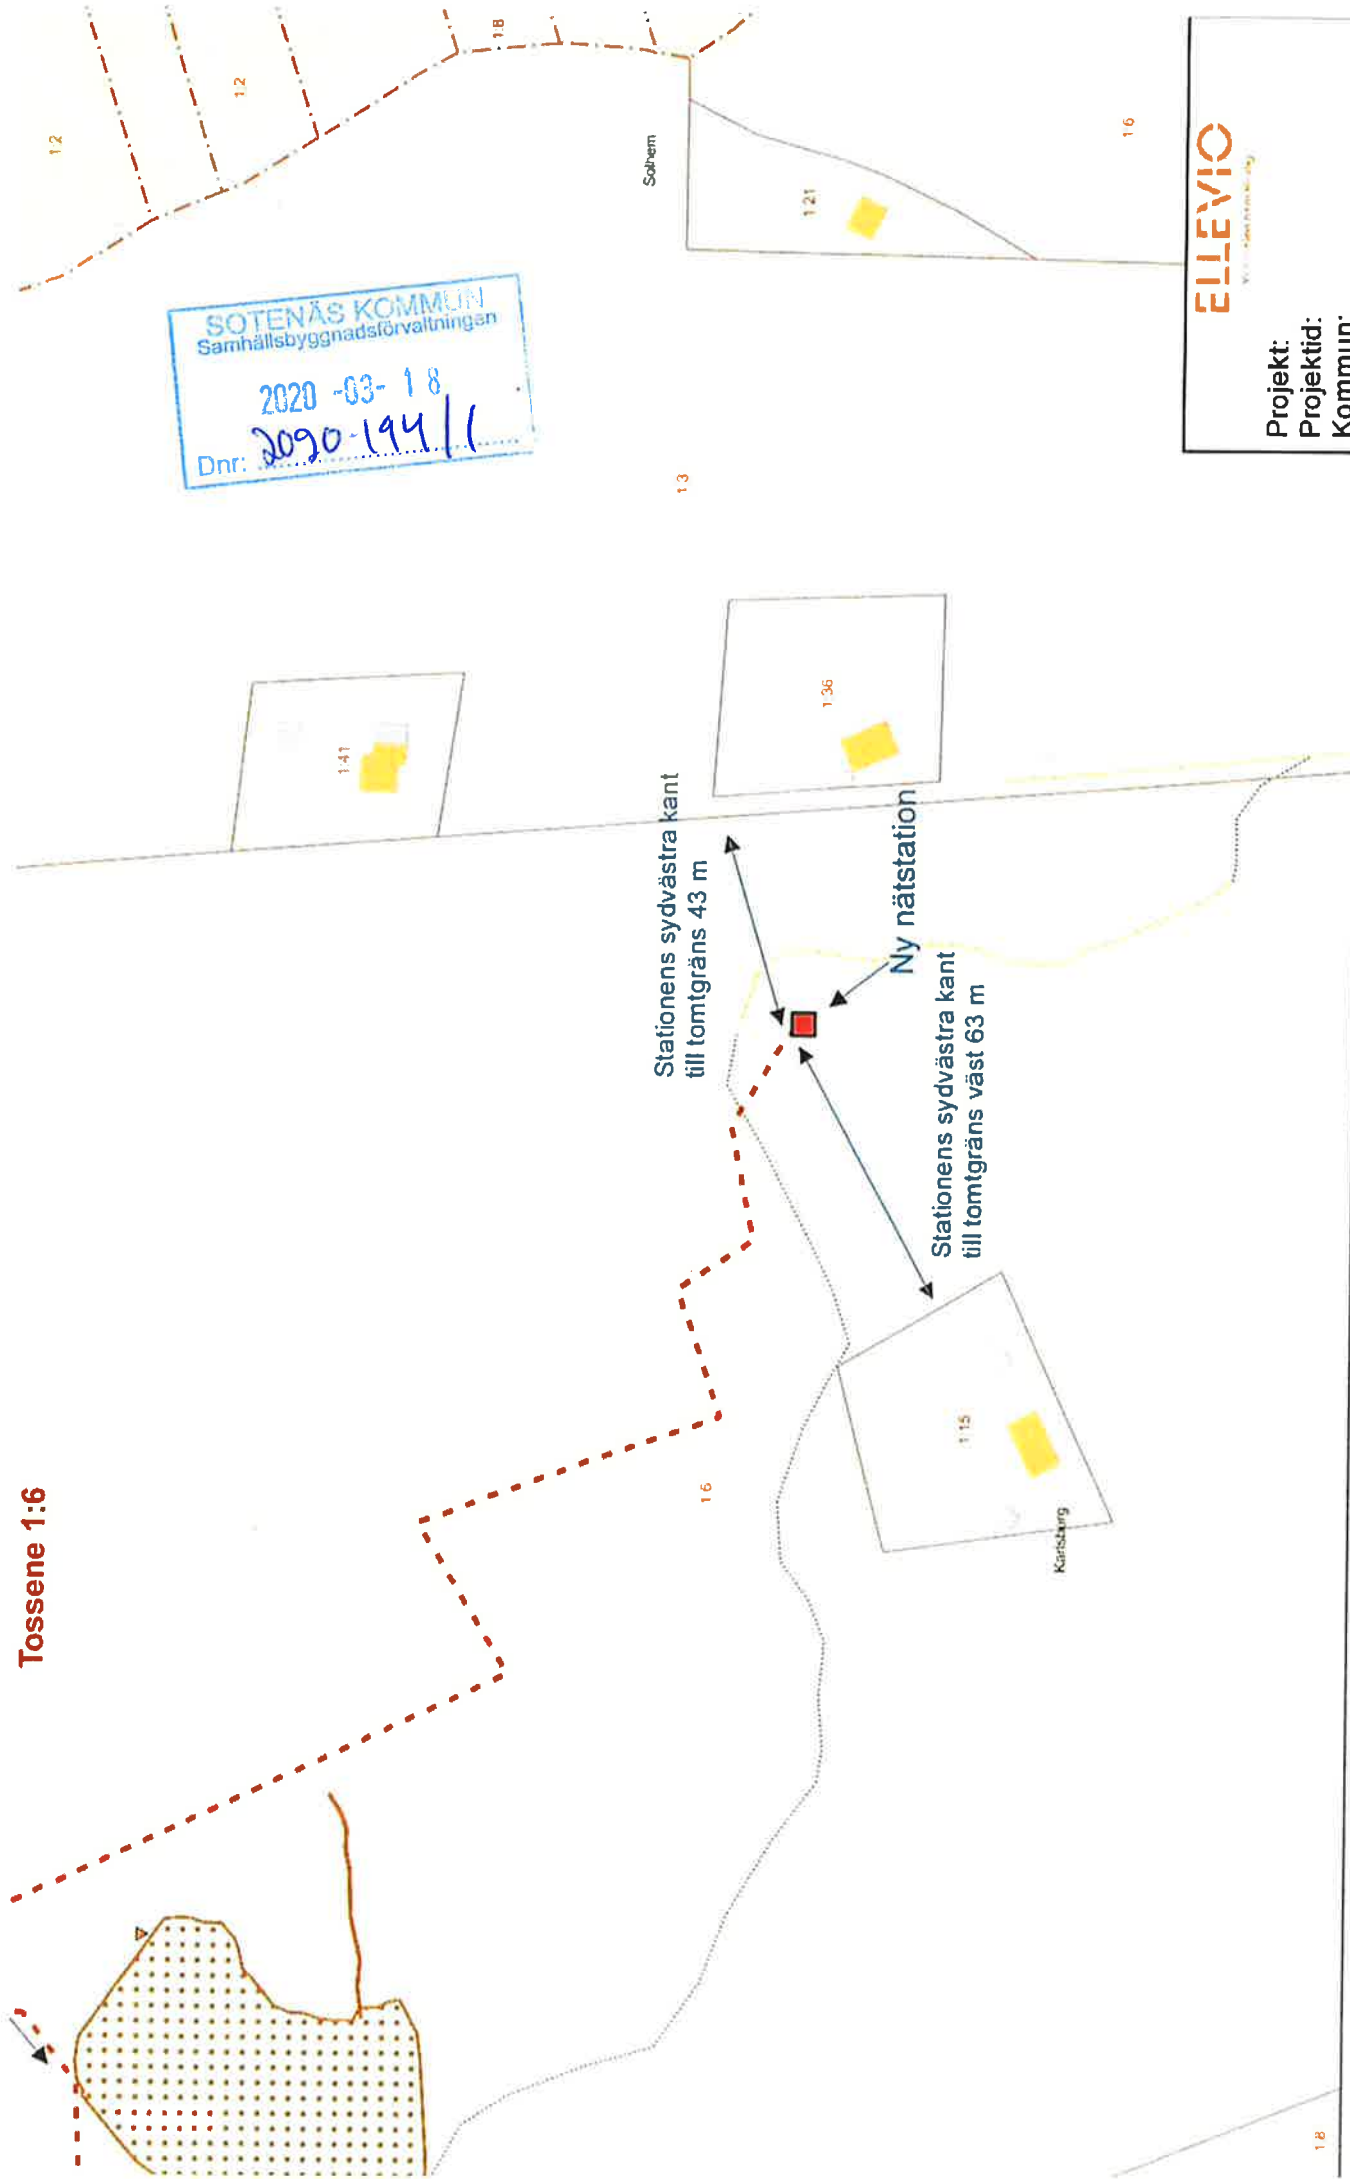 Tossene 1:6
1:2
1:2
1:8
SOTENÄS KOMMUN
Samhällsbyggnadsförvaltningen
2020 -03- 18
Dnr: 2020-194/1
Solhem
1:21
1:6
1:3
1:41
1:36
Stationens sydvästra kant
till tomtgräns 43 m
Ny nätstation
Stationens sydvästra kant
till tomtgräns väst 63 m
1:6
1:15
Karlsborg
1:8
ELLEVIO
Projekt:
Projektid:
Kommun: